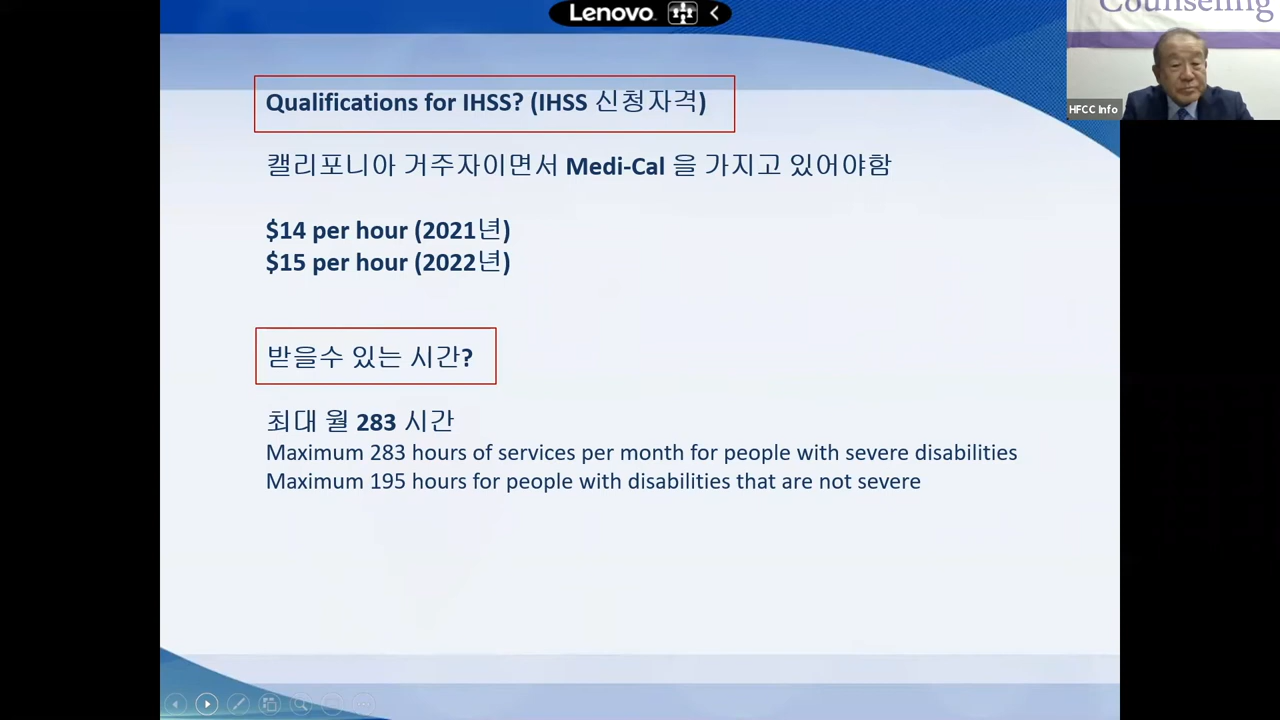 Lenovo
Counseling
HFCC Info
Qualifications for IHSS? (IHSS 신청자격)
캘리포니아 거주자이면서 Medi-Cal 을 가지고 있어야함
$14 per hour (2021년)
$15 per hour (2022년)
받을수 있는 시간?
최대 월 283 시간
Maximum 283 hours of services per month for people with severe disabilities
Maximum 195 hours for people with disabilities that are not severe